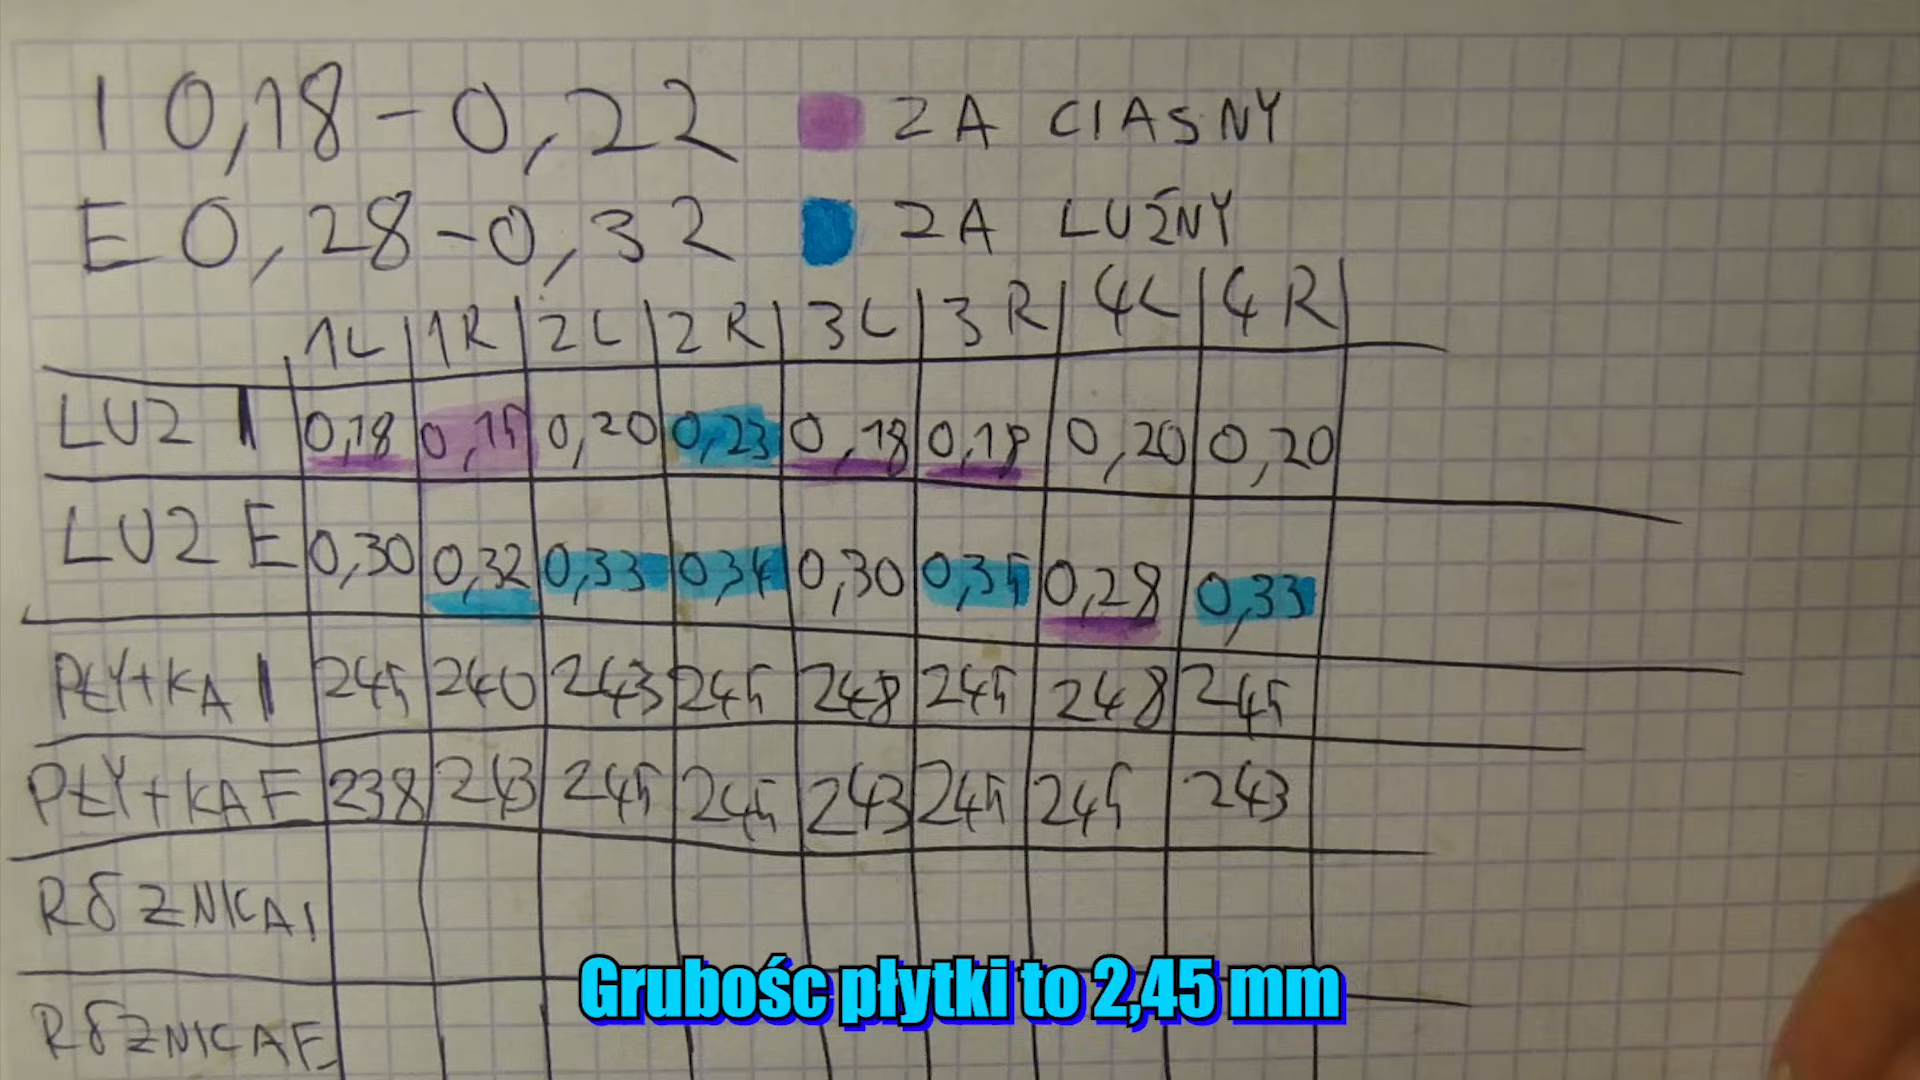 I 0,18-0,22 ZA CIASNY
E 0,28-0,32 ZA LUŹNY
1L 1R 2L 2R 3L 3R 4L 4R
LUZ I 0,18 0,15 0,20 0,23 0,18 0,18 0,20 0,20
LUZ E 0,30 0,32 0,33 0,34 0,30 0,35 0,28 0,33
PŁYTKA I 245 240 243 245 248 245 248 245
PŁYTKA E 238 243 245 245 243 245 245 243
RÓŻNICA I
RÓŻNICA E
Grubośc płytki to 2,45 mm